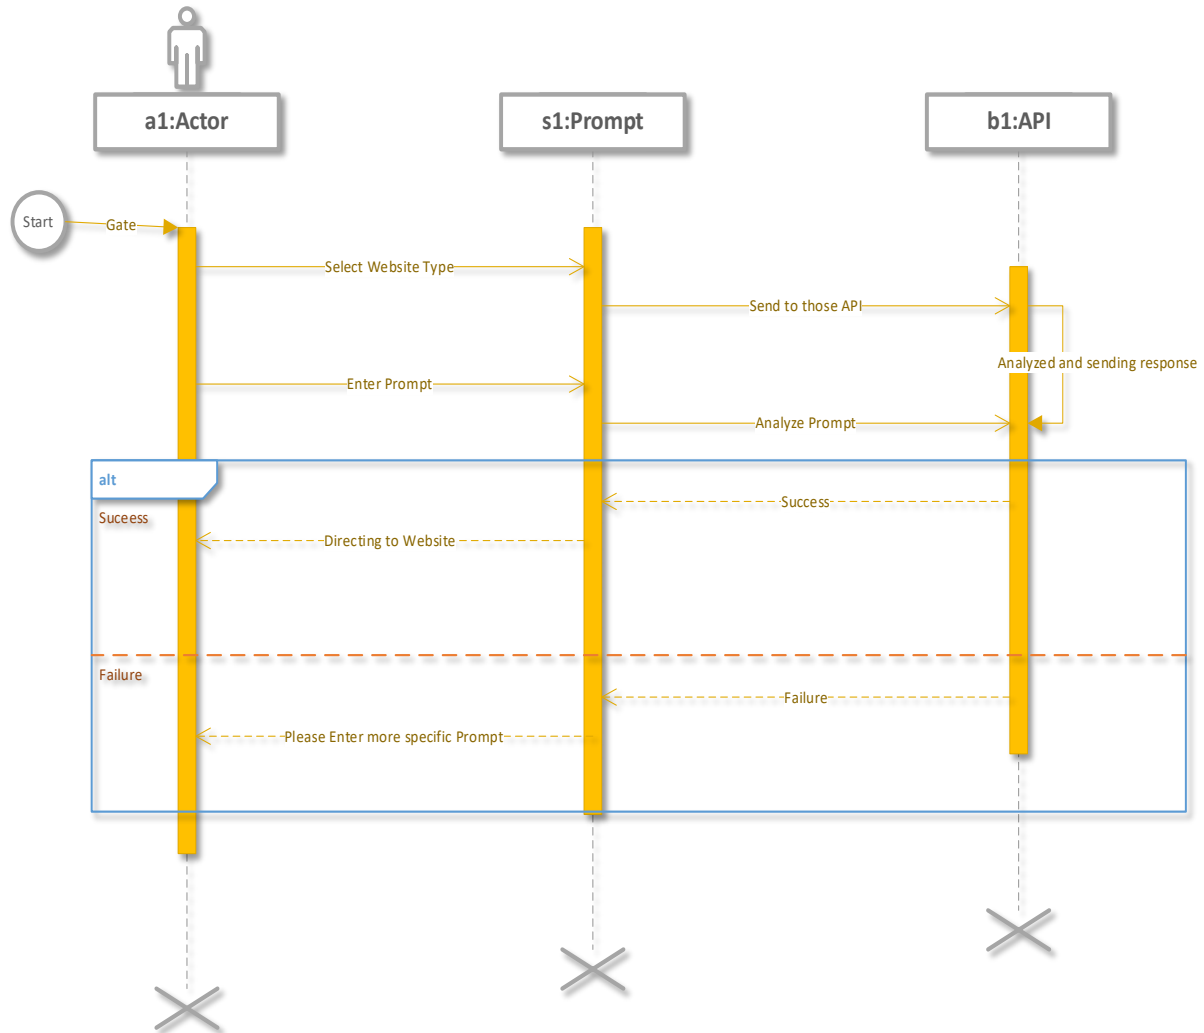 a1:Actor
s1:Prompt
b1:API
Start
Gate
Select Website Type
Send to those API
Analyzed and sending response
Enter Prompt
Analyze Prompt
alt
Success
Suceess
Directing to Website
Failure
Failure
Please Enter more specific Prompt